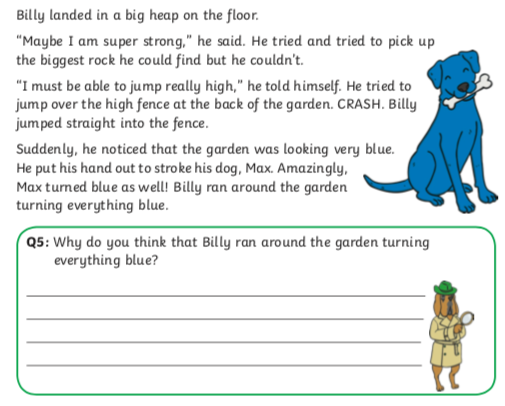 Billy landed in a big heap on the floor.
"Maybe I am super strong," he said. He tried and tried to pick up
the biggest rock he could find but he couldn't.
"I must be able to jump really high," he told himself. He tried to
jump over the high fence at the back of the garden. CRASH. Billy
jumped straight into the fence.
Suddenly, he noticed that the garden was looking very blue.
He put his hand out to stroke his dog, Max. Amazingly,
Max turned blue as well! Billy ran around the garden
turning everything blue.
Q5: Why do you think that Billy ran around the garden turning
everything blue?